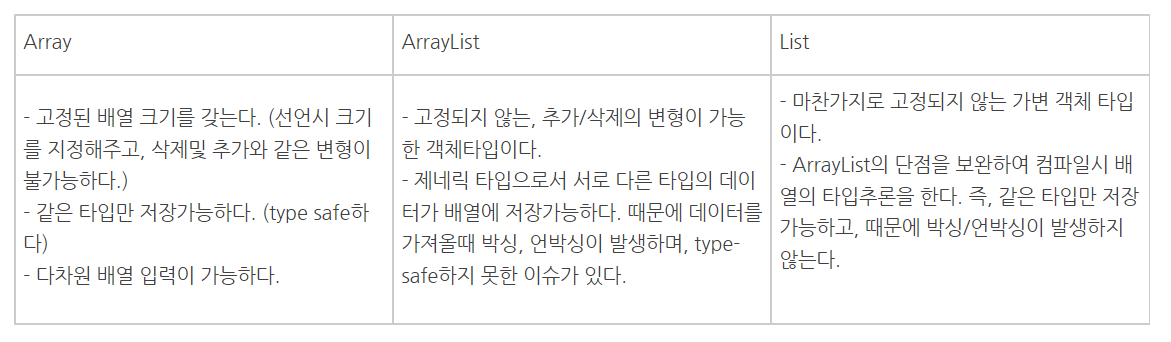 Array
ArrayList
List
- 고정된 배열 크기를 갖는다. (선언시 크기
를 지정해주고, 삭제및 추가와 같은 변형이
불가능하다.)
- 같은 타입만 저장가능하다. (type safe하
다)
- 다차원 배열 입력이 가능하다.
- 고정되지 않는, 추가/삭제의 변형이 가능
한 객체타입이다.
- 제네릭 타입으로서 서로 다른 타입의 데이
터가 배열에 저장가능하다. 때문에 데이터를
가져올때 박싱, 언박싱이 발생하며, type-
safe하지 못한 이슈가 있다.
- 마찬가지로 고정되지 않는 가변 객체 타입
이다.
- ArrayList의 단점을 보완하여 컴파일시 배
열의 타입추론을 한다. 즉, 같은 타입만 저장
가능하고, 때문에 박싱/언박싱이 발생하지
않는다.